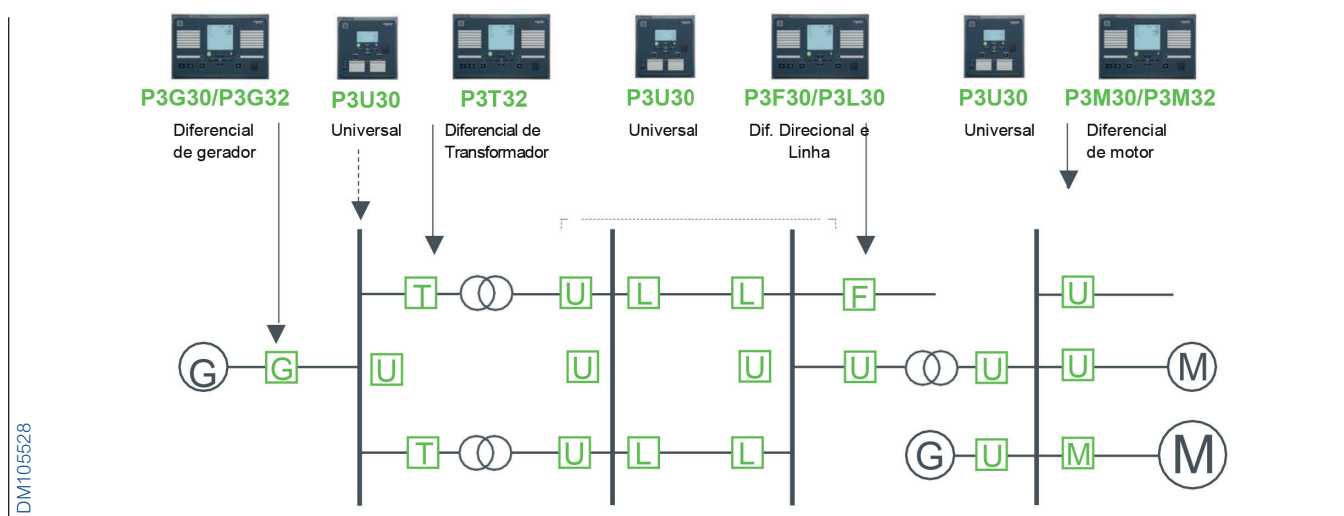 P3G30/P3G32
Diferencial
de gerador
P3U30
Universal
P3T32
Diferencial de
Transformador
P3U30
Universal
P3F30/P3L30
Dif. Direcional e
Linha
P3U30
Universal
P3M30/P3M32
Diferencial
de motor
T U L L F U
G G U U U U U U M
T U L L G U M M
DM105528